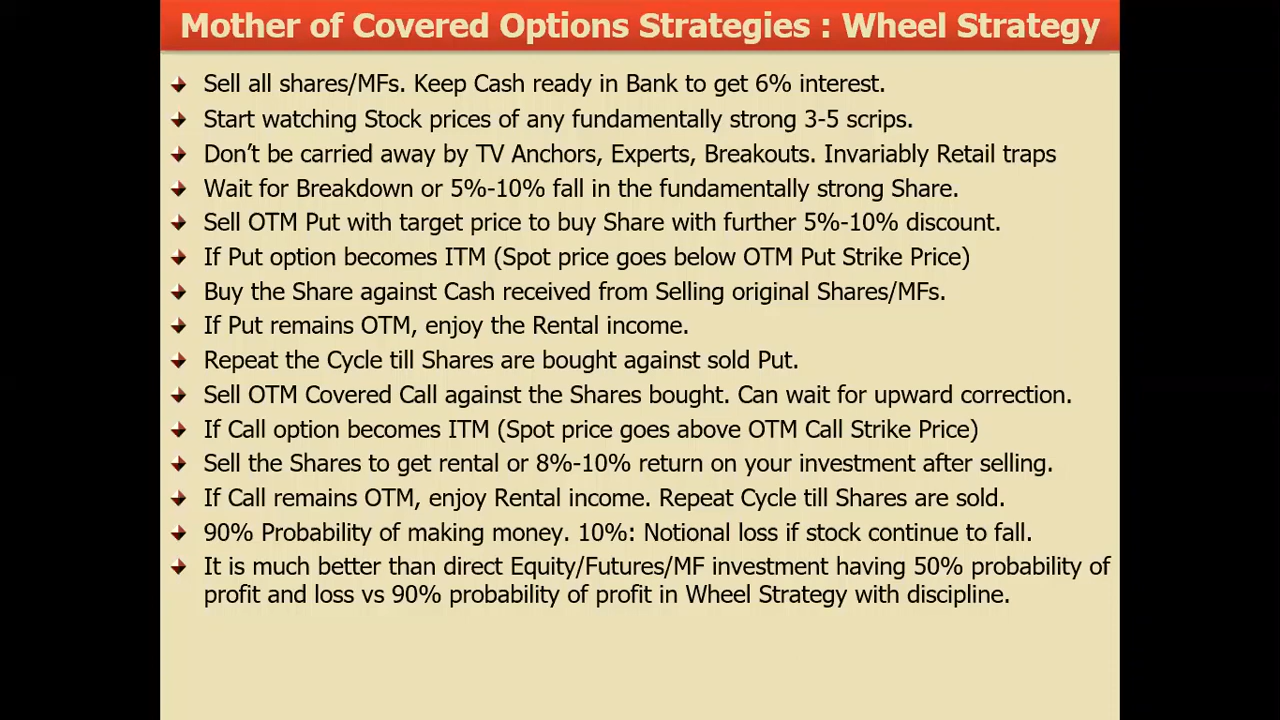 Mother of Covered Options Strategies : Wheel Strategy
Sell all shares/MFs. Keep Cash ready in Bank to get 6% interest.
Start watching Stock prices of any fundamentally strong 3-5 scrips.
Don't be carried away by TV Anchors, Experts, Breakouts. Invariably Retail traps
Wait for Breakdown or 5%-10% fall in the fundamentally strong Share.
Sell OTM Put with target price to buy Share with further 5%-10% discount.
If Put option becomes ITM (Spot price goes below OTM Put Strike Price)
Buy the Share against Cash received from Selling original Shares/MFs.
If Put remains OTM, enjoy the Rental income.
Repeat the Cycle till Shares are bought against sold Put.
Sell OTM Covered Call against the Shares bought. Can wait for upward correction.
If Call option becomes ITM (Spot price goes above OTM Call Strike Price)
Sell the Shares to get rental or 8%-10% return on your investment after selling.
If Call remains OTM, enjoy Rental income. Repeat Cycle till Shares are sold.
90% Probability of making money. 10%: Notional loss if stock continue to fall.
It is much better than direct Equity/Futures/MF investment having 50% probability of
profit and loss vs 90% probability of profit in Wheel Strategy with discipline.